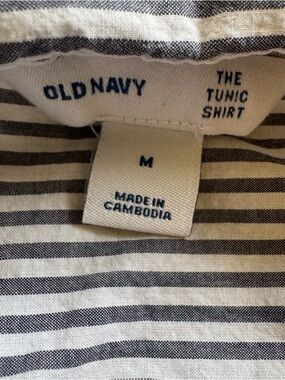 OLD NAVY
THE
TUNIC
SHIRT
M
MADE IN
CAMBODIA